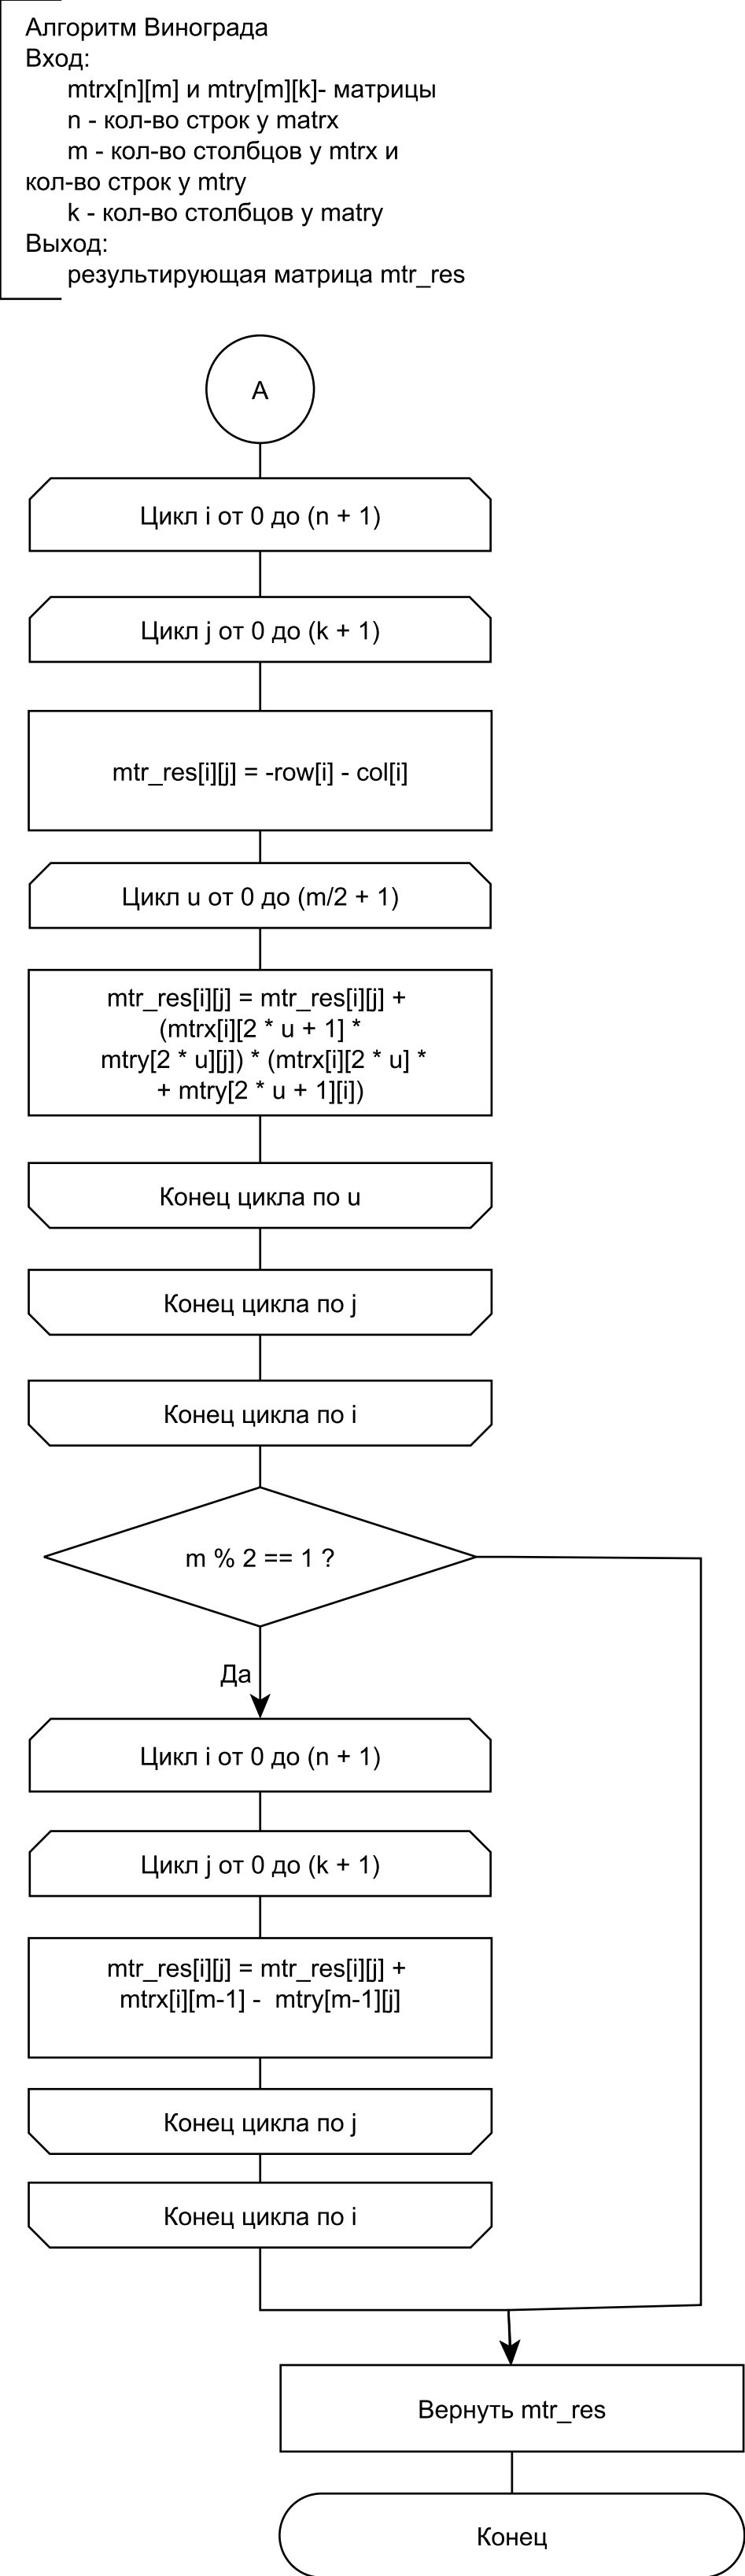 Алгоритм Винограда
Вход:
mtrx[n][m] и mtry[m][k]- матрицы
n - кол-во строк у matrx
m - кол-во столбцов у mtrx и
кол-во строк у mtry
k - кол-во столбцов у matry
Выход:
результирующая матрица mtr_res
A
Цикл i от 0 до (n + 1)
Цикл j от 0 до (k + 1)
mtr_res[i][j] = -row[i] - col[i]
Цикл u от 0 до (m/2 + 1)
mtr_res[i][j] = mtr_res[i][j] +
(mtrx[i][2 * u + 1] *
mtry[2 * u][j]) * (mtrx[i][2 * u] *
+ mtry[2 * u + 1][i])
Конец цикла по u
Конец цикла по j
Конец цикла по i
m % 2 == 1 ?
Да
Цикл i от 0 до (n + 1)
Цикл j от 0 до (k + 1)
mtr_res[i][j] = mtr_res[i][j] +
mtrx[i][m-1] - mtry[m-1][j]
Конец цикла по j
Конец цикла по i
Вернуть mtr_res
Конец